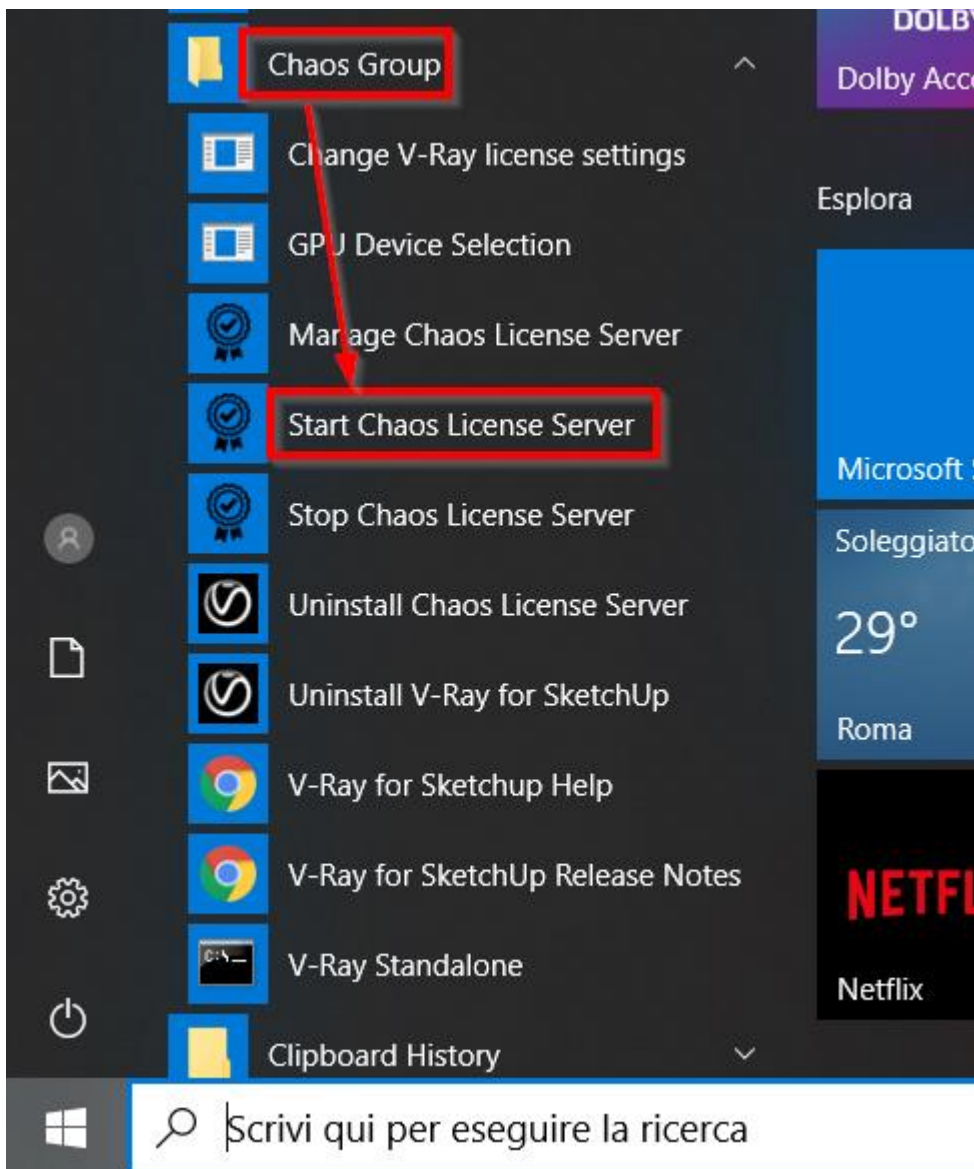 Chaos Group
Change V-Ray license settings
GPU Device Selection
Manage Chaos License Server
Start Chaos License Server
Stop Chaos License Server
Uninstall Chaos License Server
Uninstall V-Ray for SketchUp
V-Ray for Sketchup Help
V-Ray for SketchUp Release Notes
V-Ray Standalone
Clipboard History
Scrivi qui per eseguire la ricerca
DOLBY
Dolby
Esplora
Microsoft
Soleggiato
29°
Roma
Netflix